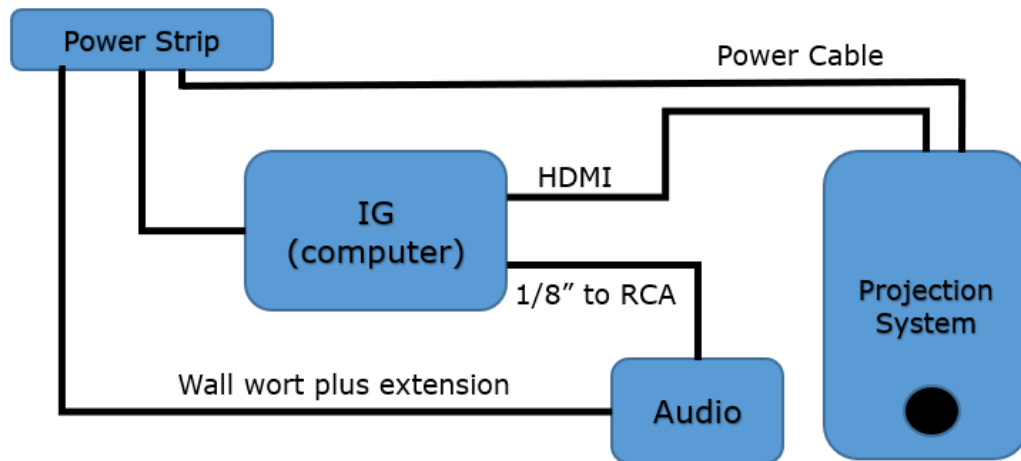 Power Strip
Power Cable
HDMI
IG
(computer)
1/8” to RCA
Projection
System
Wall wort plus extension
Audio